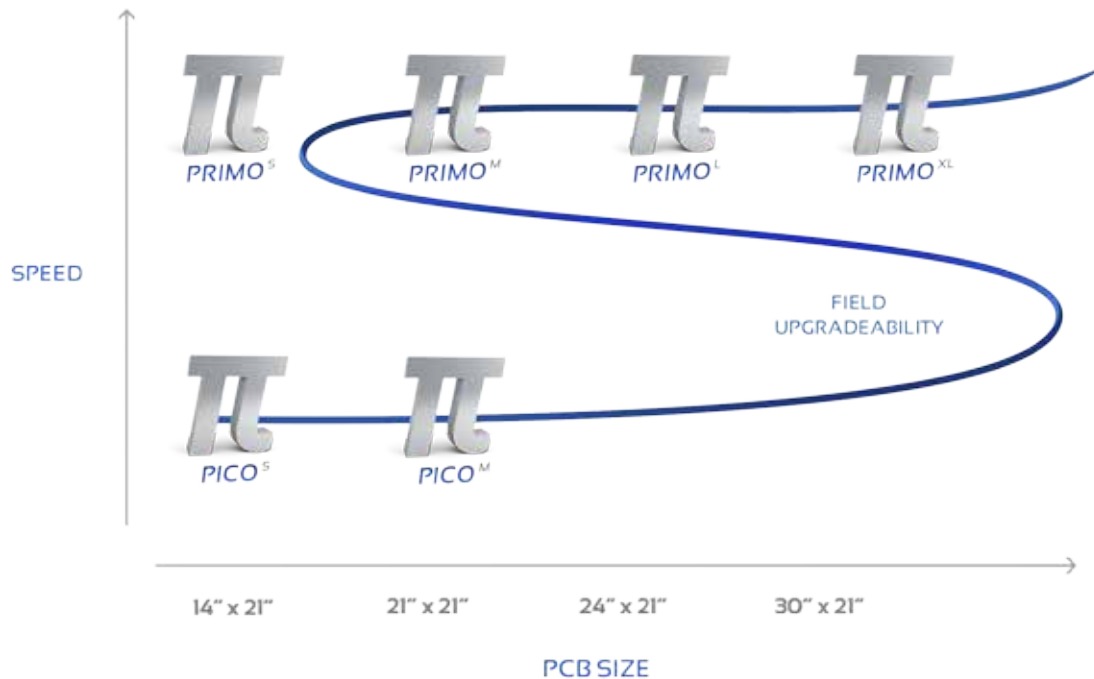 PRIMO S
PRIMO M
PRIMO L
PRIMO XL
SPEED
FIELD
UPGRADEABILITY
PICO S
PICO M
14” x 21”
21” x 21”
24” x 21”
30” x 21”
PCB SIZE